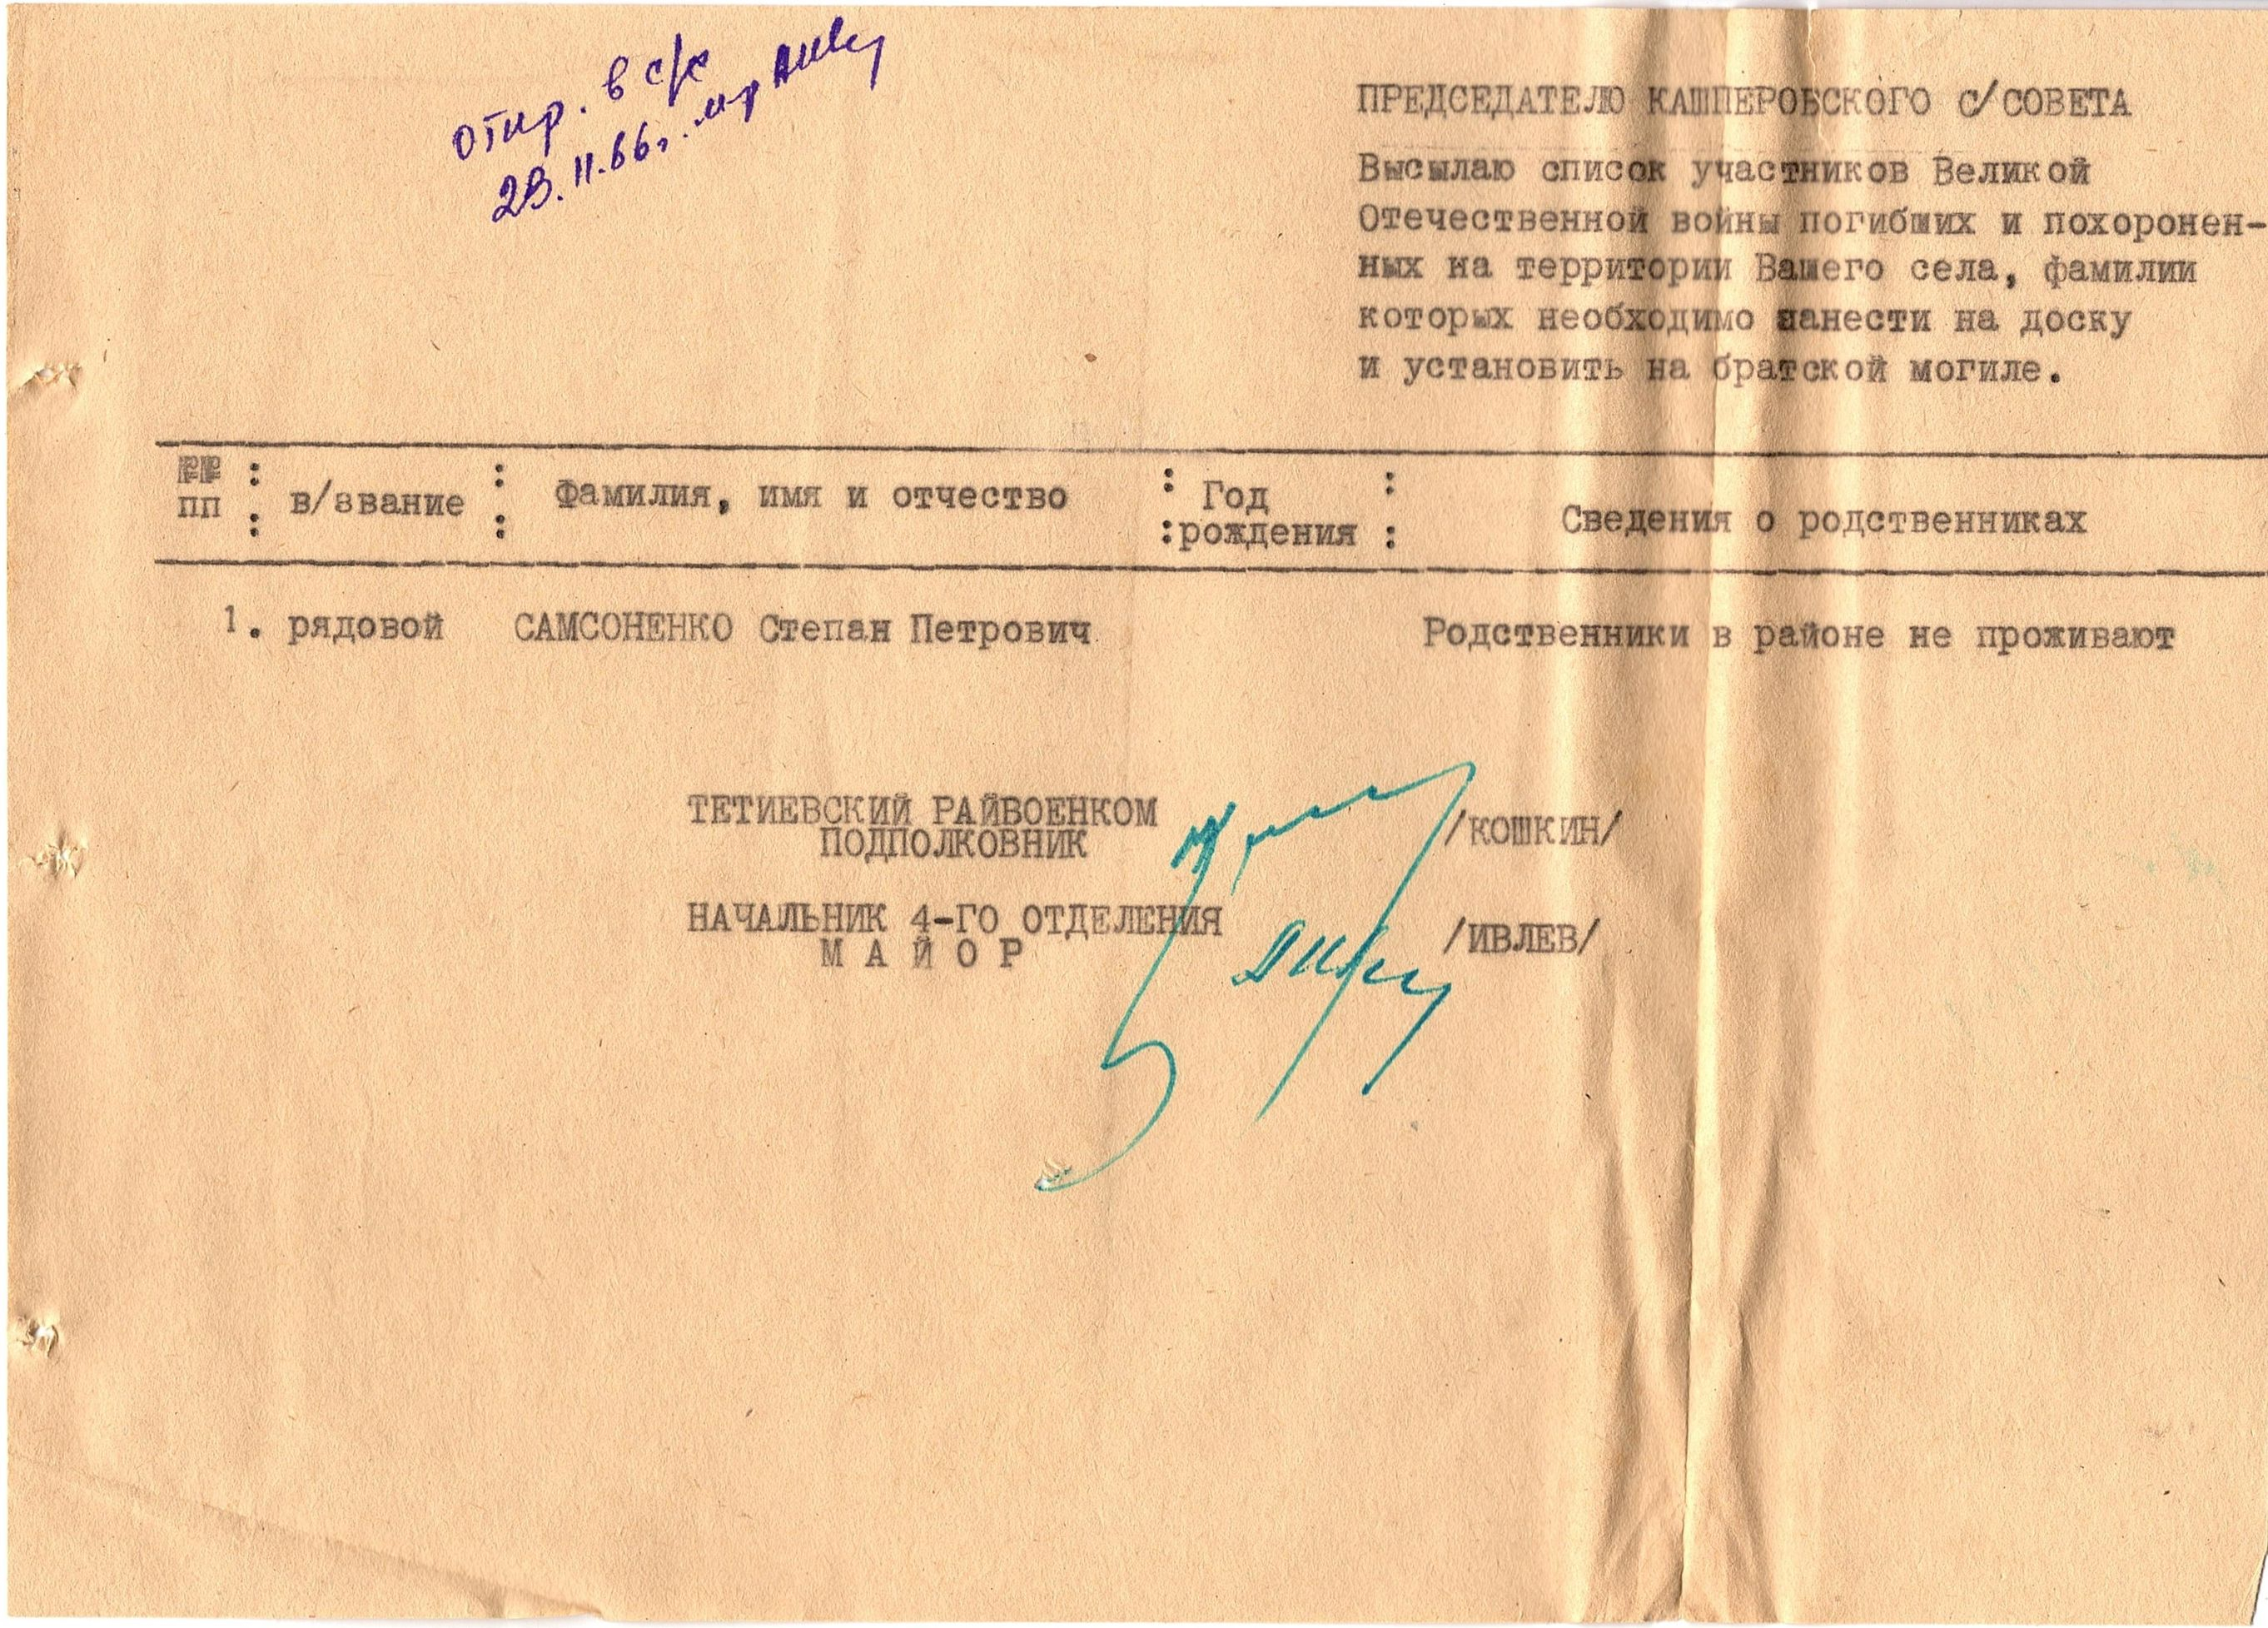 отпр. в с/с
28.11.66г. м-р
ПРЕДСЕДАТЕЛЮ КАШПЕРОВСКОГО С/СОВЕТА
Высылаю список участников Великой
Отечественной войны погибших и похоронен-
ных на территории Вашего села, фамилии
которых необходимо нанести на доску
и установить на братской могиле.
№№ пп : в/звание : Фамилия, имя и отчество : Год рождения : Сведения о родственниках
1. рядовой САМСОНЕНКО Степан Петрович Родственники в районе не проживают
ТЕТИЕВСКИЙ РАЙВОЕНКОМ
ПОДПОЛКОВНИК /КОШКИН/
НАЧАЛЬНИК 4-ГО ОТДЕЛЕНИЯ
М А Й О Р /ИВЛЕВ/